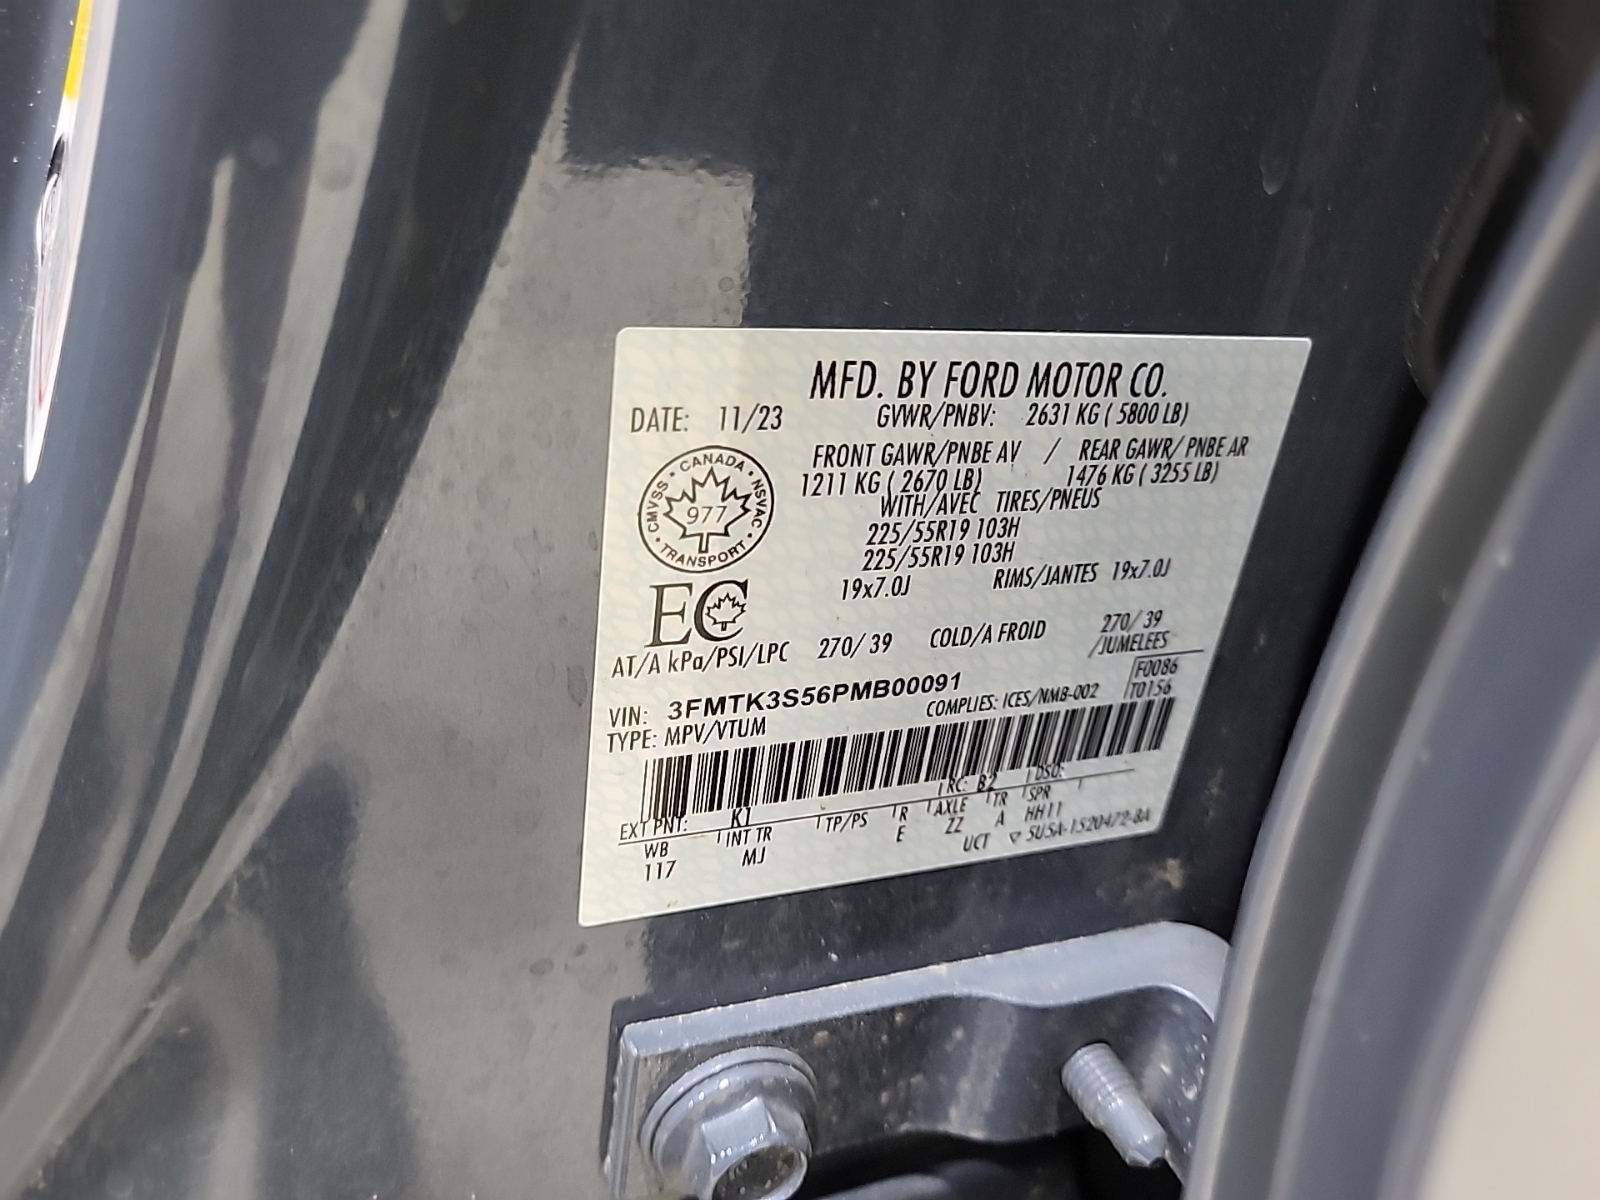 MFD. BY FORD MOTOR CO.
DATE: 11/23 GVWR/PNBV: 2631 KG ( 5800 LB)
FRONT GAWR/PNBE AV / REAR GAWR/ PNBE AR
1211 KG ( 2670 LB) 1476 KG ( 3255 LB)
WITH/AVEC TIRES/PNEUS
225/55R19 103H
225/55R19 103H
19x7.0J RIMS/JANTES 19x7.0J
CANADA
CMVSS 977 NSVAC
TRANSPORT
EC
AT/A kPa/PSI/LPC 270/ 39 COLD/A FROID 270/ 39
/JUMELEES
VIN: 3FMTK3S56PMB00091 F0086
TYPE: MPV/VTUM COMPLIES: ICES/NMB-002 T0156
EXT PNT: K1 RC: B2 DSO:
WB INT TR TP/PS R AXLE TR SPR
117 MJ E ZZ A HH11
UCT SU5A-1520472-BA